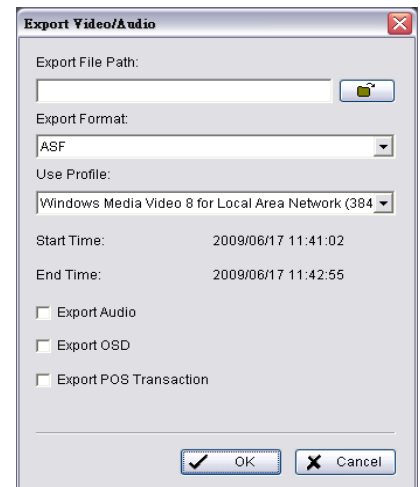 Export Video/Audio
Export File Path:
Export Format:
ASF
Use Profile:
Windows Media Video 8 for Local Area Network (384
Start Time: 2009/06/17 11:41:02
End Time: 2009/06/17 11:42:55
Export Audio
Export OSD
Export POS Transaction
OK Cancel